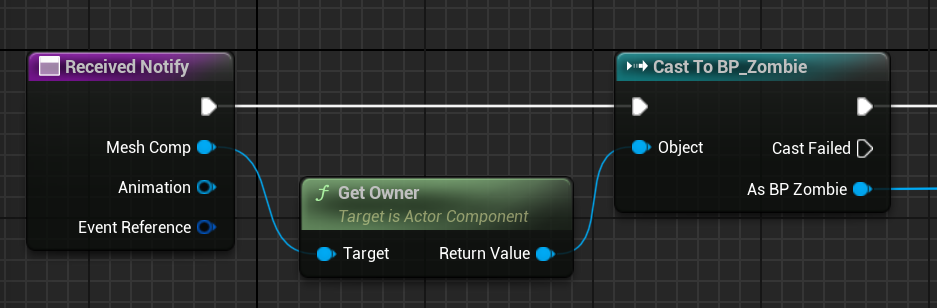 Received Notify
Mesh Comp
Animation
Event Reference
f Get Owner
Target is Actor Component
Target Return Value
Cast To BP_Zombie
Object
Cast Failed
As BP Zombie